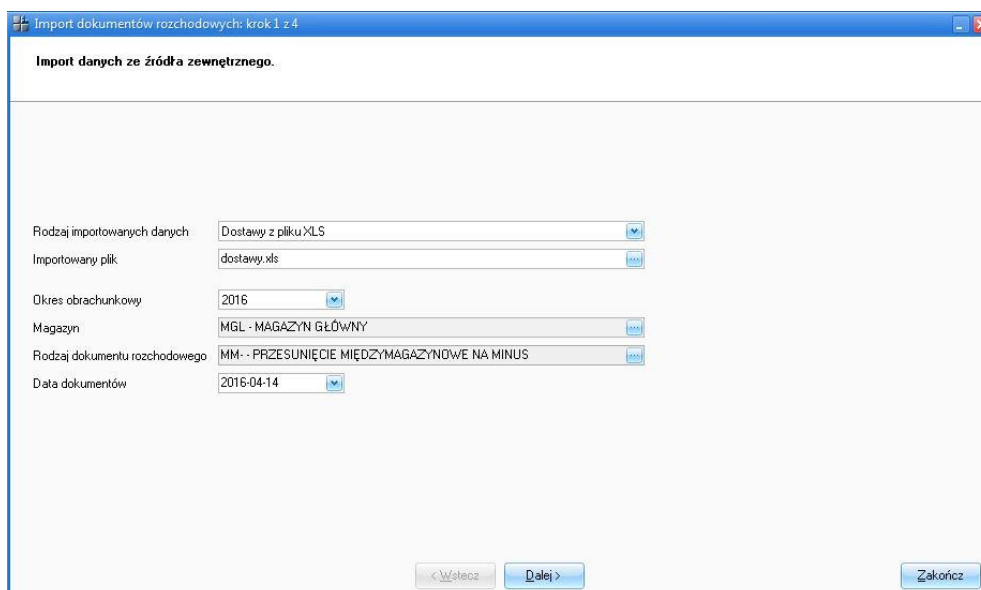 Import dokumentów rozchodowych: krok 1 z 4
Import danych ze źródła zewnętrznego.
Rodzaj importowanych danych Dostawy z pliku XLS
Importowany plik dostawy.xls
Okres obrachunkowy 2016
Magazyn MGL - MAGAZYN GŁÓWNY
Rodzaj dokumentu rozchodowego MM- - PRZESUNIĘCIE MIĘDZYMAGAZYNOWE NA MINUS
Data dokumentów 2016-04-14
< Wstecz Dalej > Zakończ